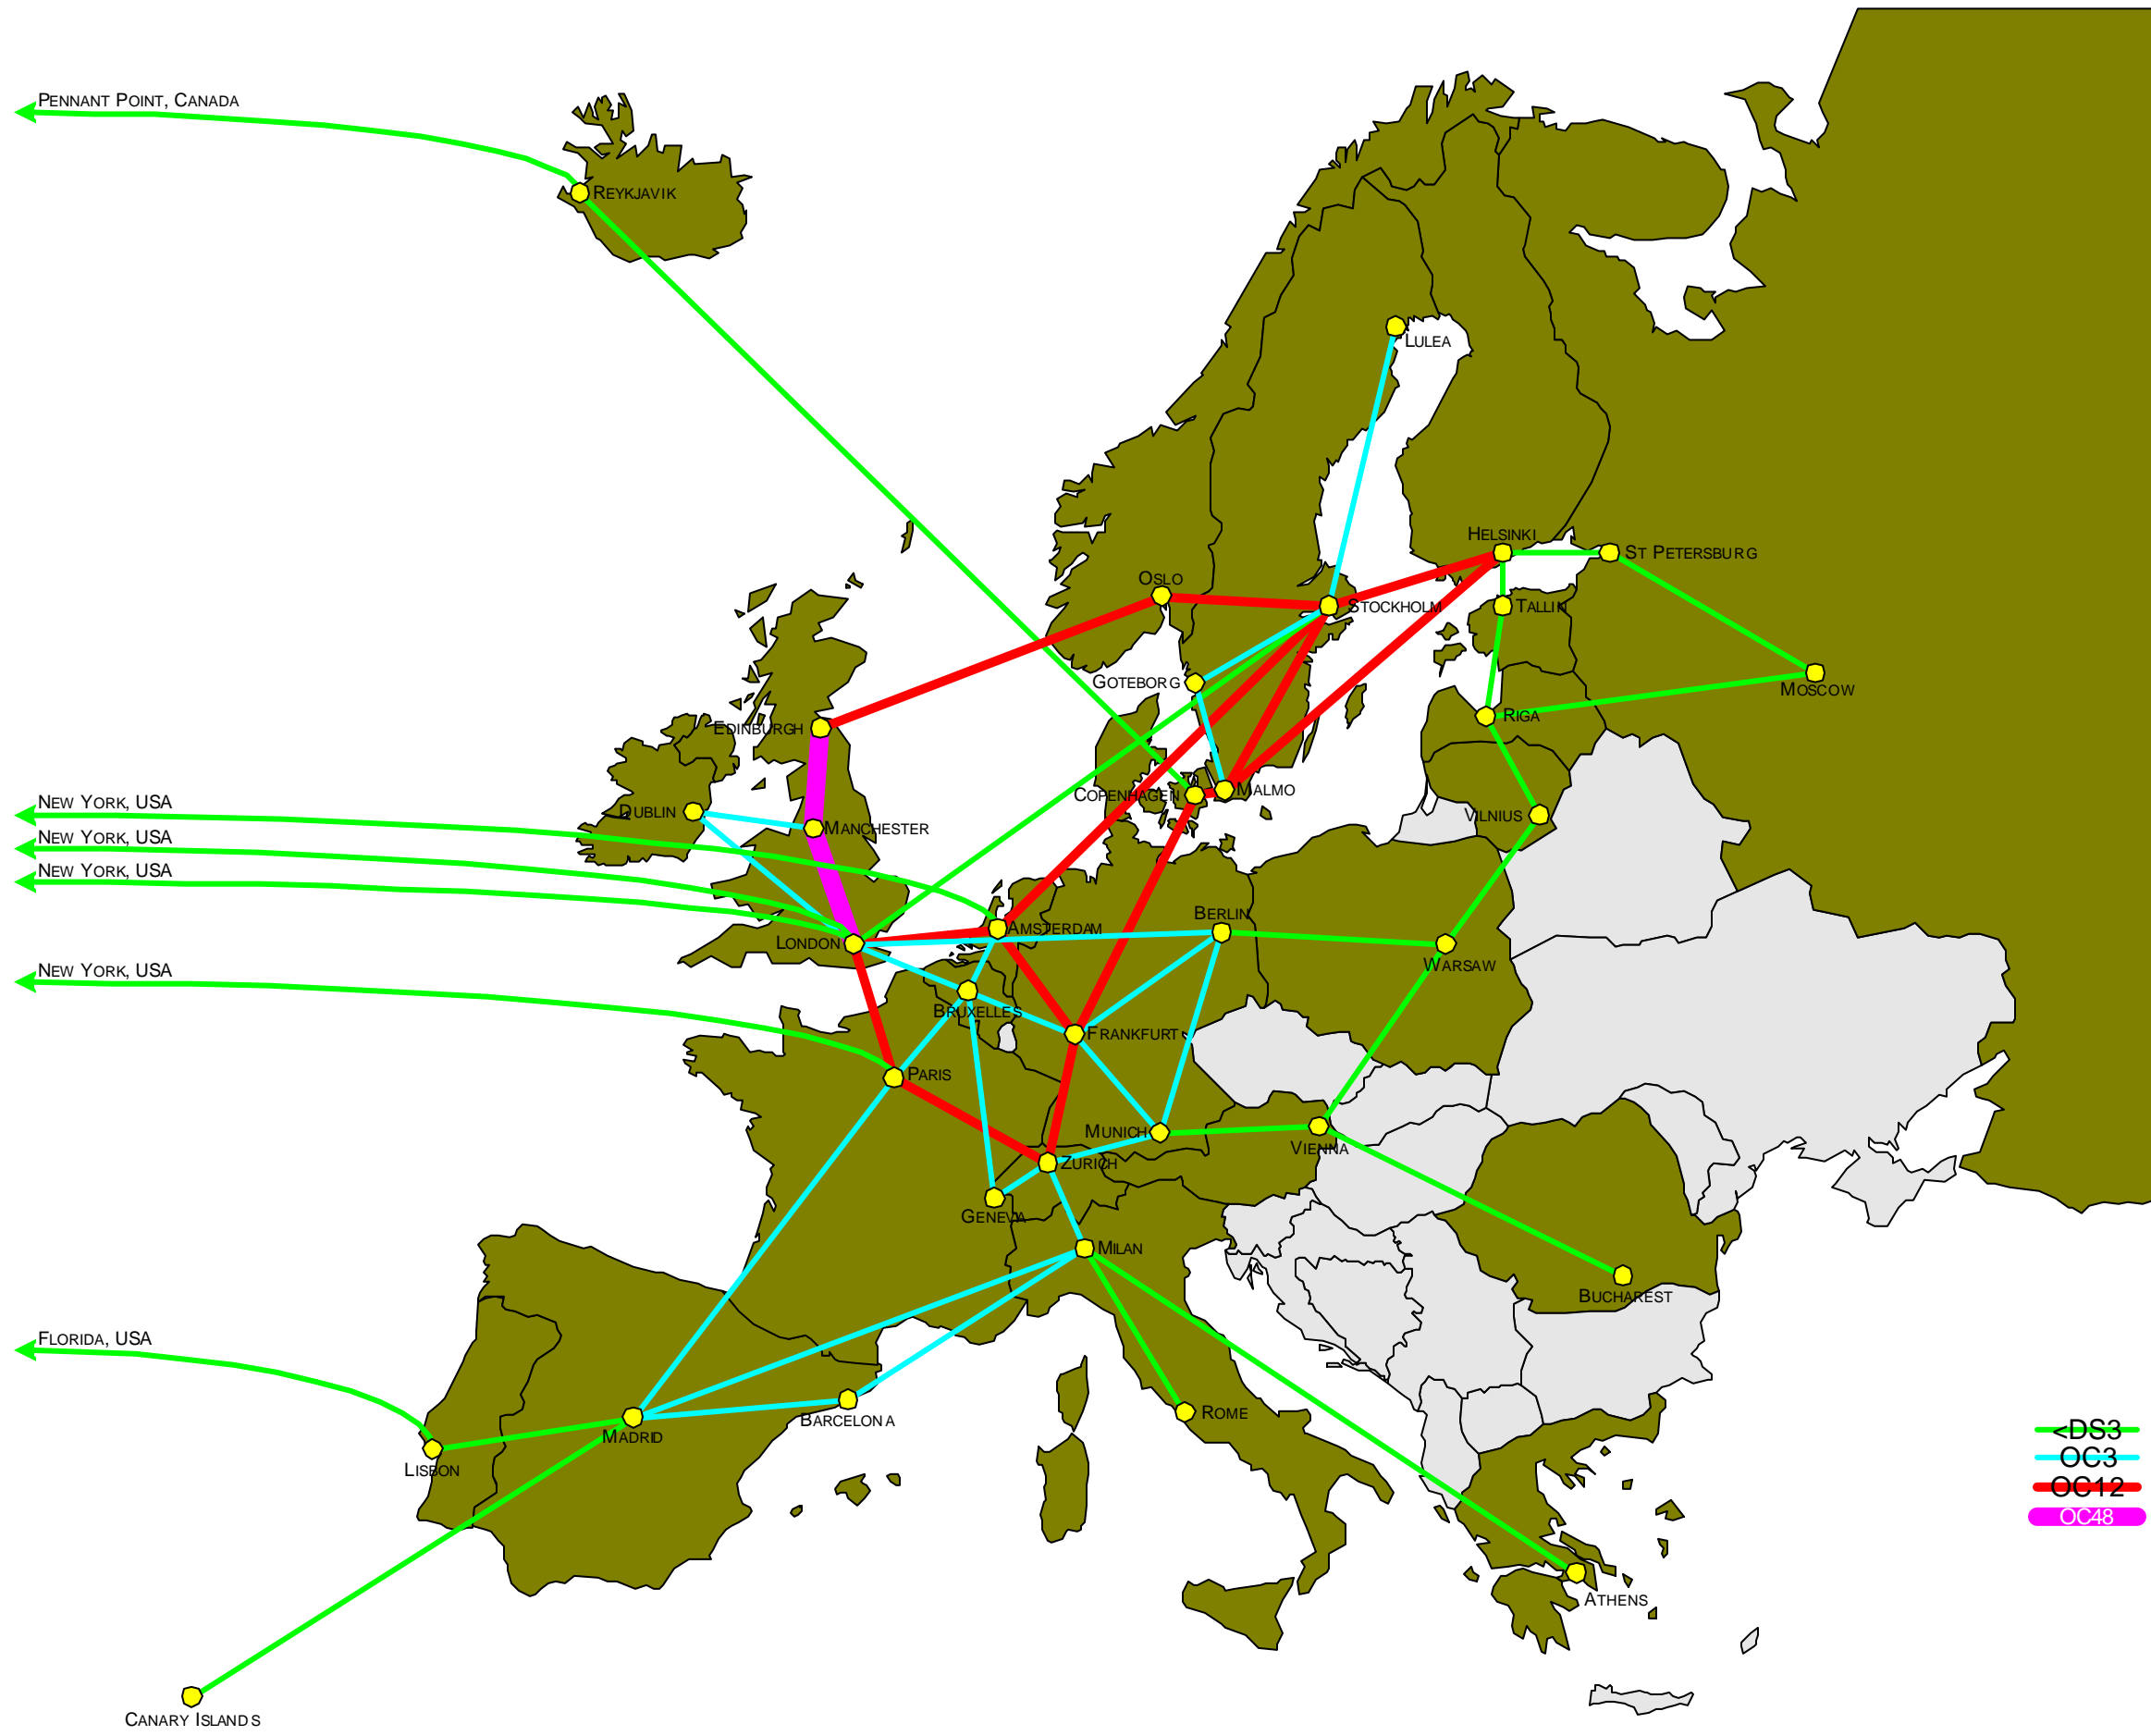 PENNANT POINT, CANADA
REYKJAVIK
LULEA
HELSINKI
ST PETERSBURG
OSLO
STOCKHOLM
TALLIN
GOTEBORG
MOSCOW
RIGA
EDINBURGH
MALMO
COPENHAGEN
NEW YORK, USA
DUBLIN
VILNIUS
MANCHESTER
NEW YORK, USA
NEW YORK, USA
BERLIN
AMSTERDAM
LONDON
WARSAW
NEW YORK, USA
BRUXELLES
FRANKFURT
PARIS
MUNICH
VIENNA
ZURICH
GENEVA
MILAN
BUCHAREST
FLORIDA, USA
ROME
BARCELONA
MADRID
LISBON
<DS3
OC3
OC12
OC48
ATHENS
CANARY ISLANDS